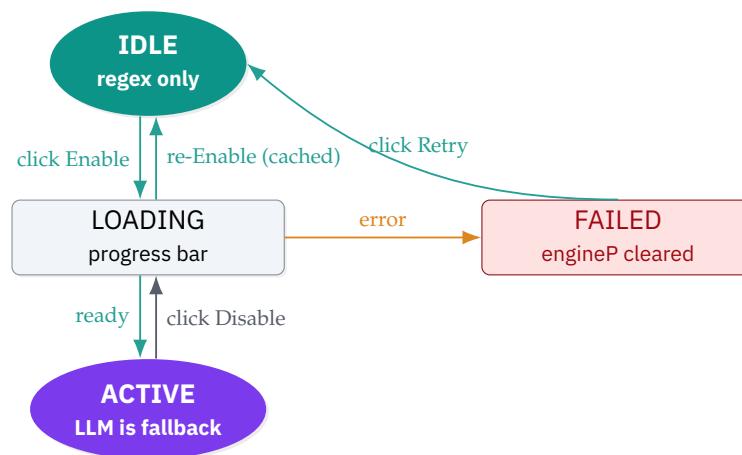 IDLE
regex only
click Enable
re-Enable (cached)
click Retry
LOADING
progress bar
error
FAILED
engineP cleared
ready
click Disable
ACTIVE
LLM is fallback